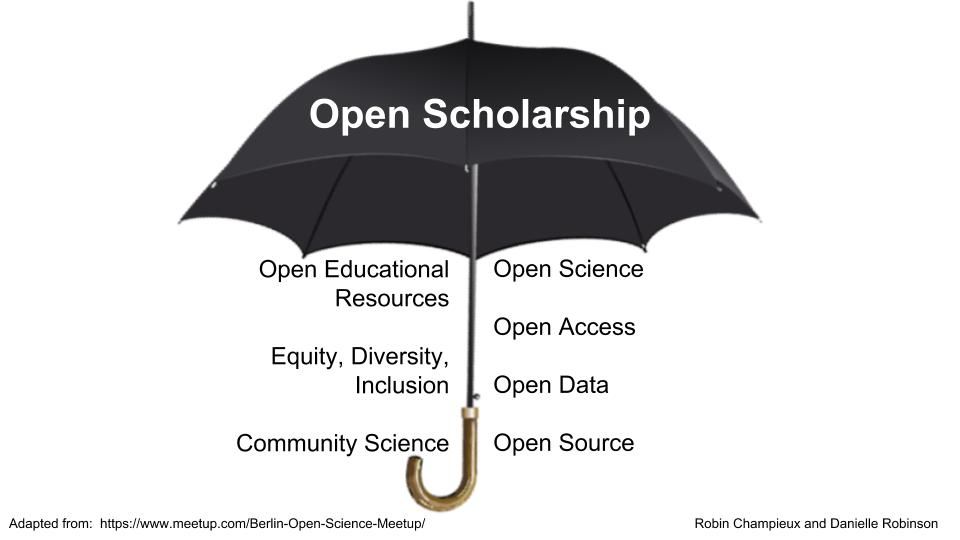 Open Scholarship
Open Educational
Resources
Equity, Diversity,
Inclusion
Community Science
Open Science
Open Access
Open Data
Open Source
Adapted from:  https://www.meetup.com/Berlin-Open-Science-Meetup/
Robin Champieux and Danielle Robinson